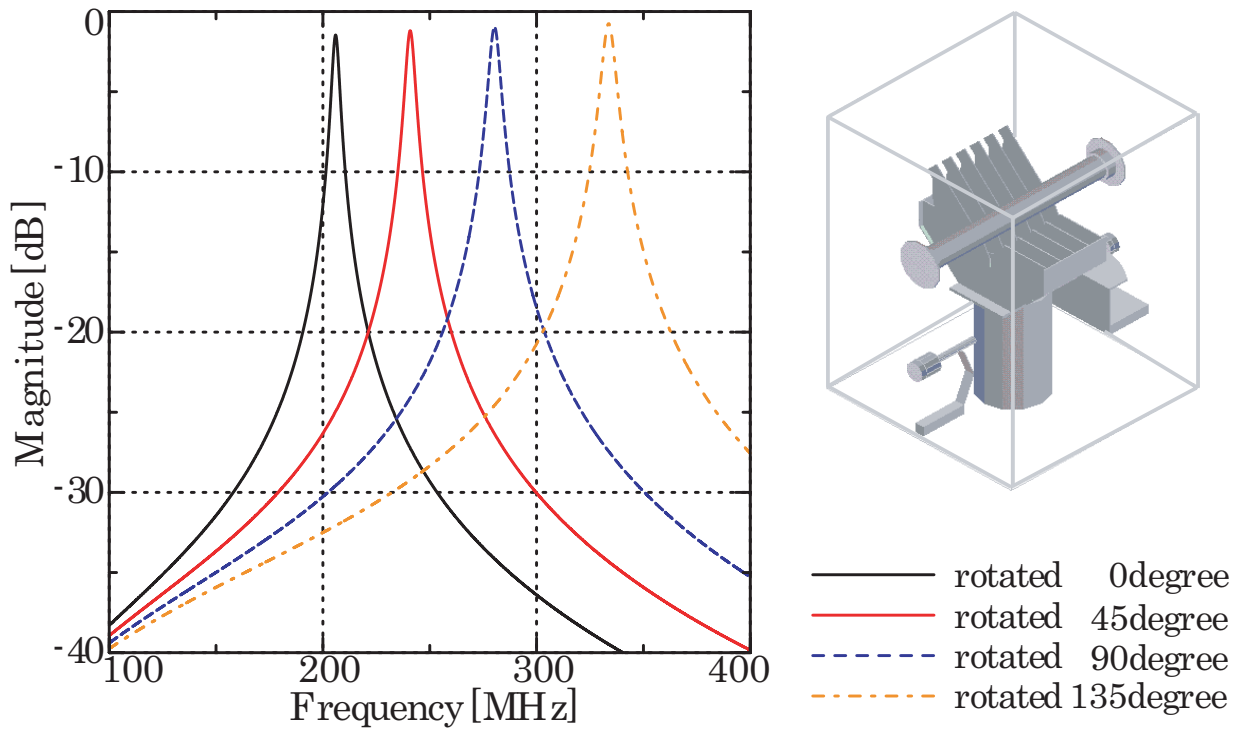 0
-10
-20
-30
-40
Magnitude [dB]
100
200
300
400
Frequency [MHz]
rotated 0degree
rotated 45degree
rotated 90degree
rotated 135degree